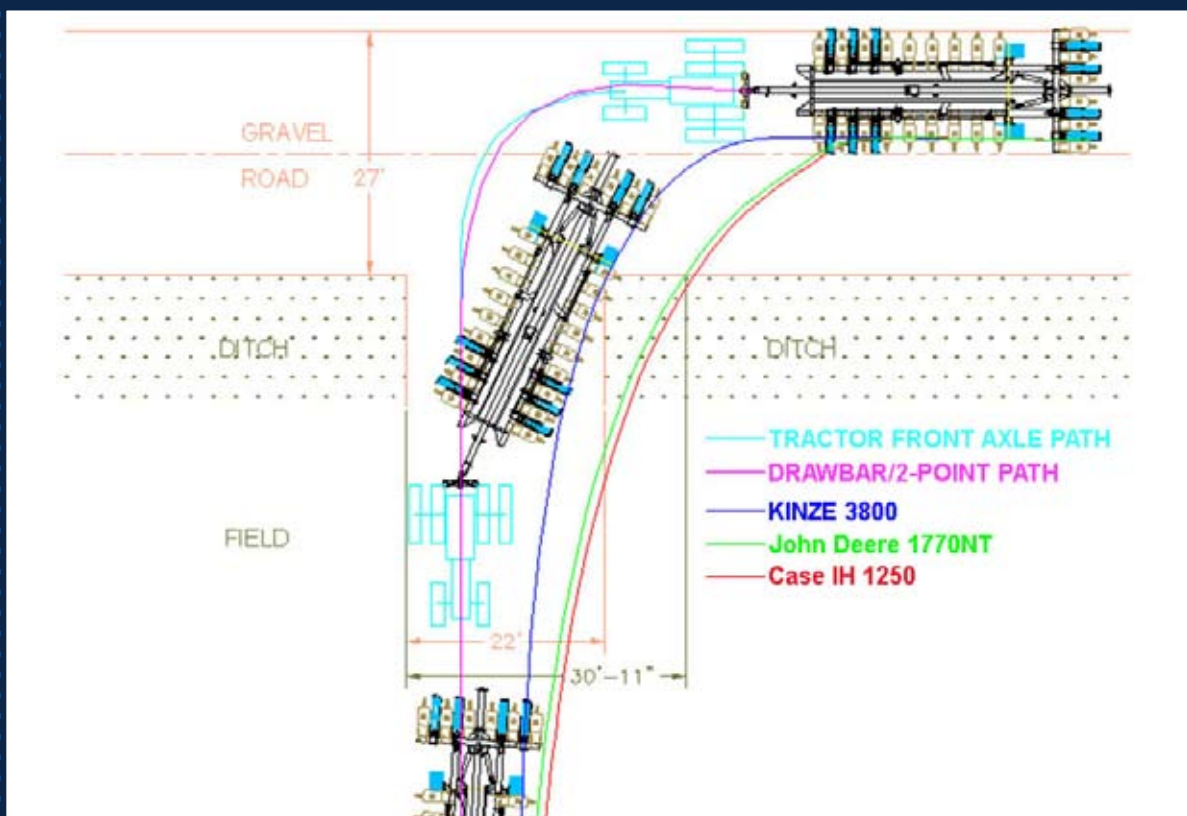 GRAVEL
ROAD 27'
DITCH
DITCH
TRACTOR FRONT AXLE PATH
DRAWBAR/2-POINT PATH
KINZE 3800
FIELD
John Deere 1770NT
Case IH 1250
22'
30'-11"